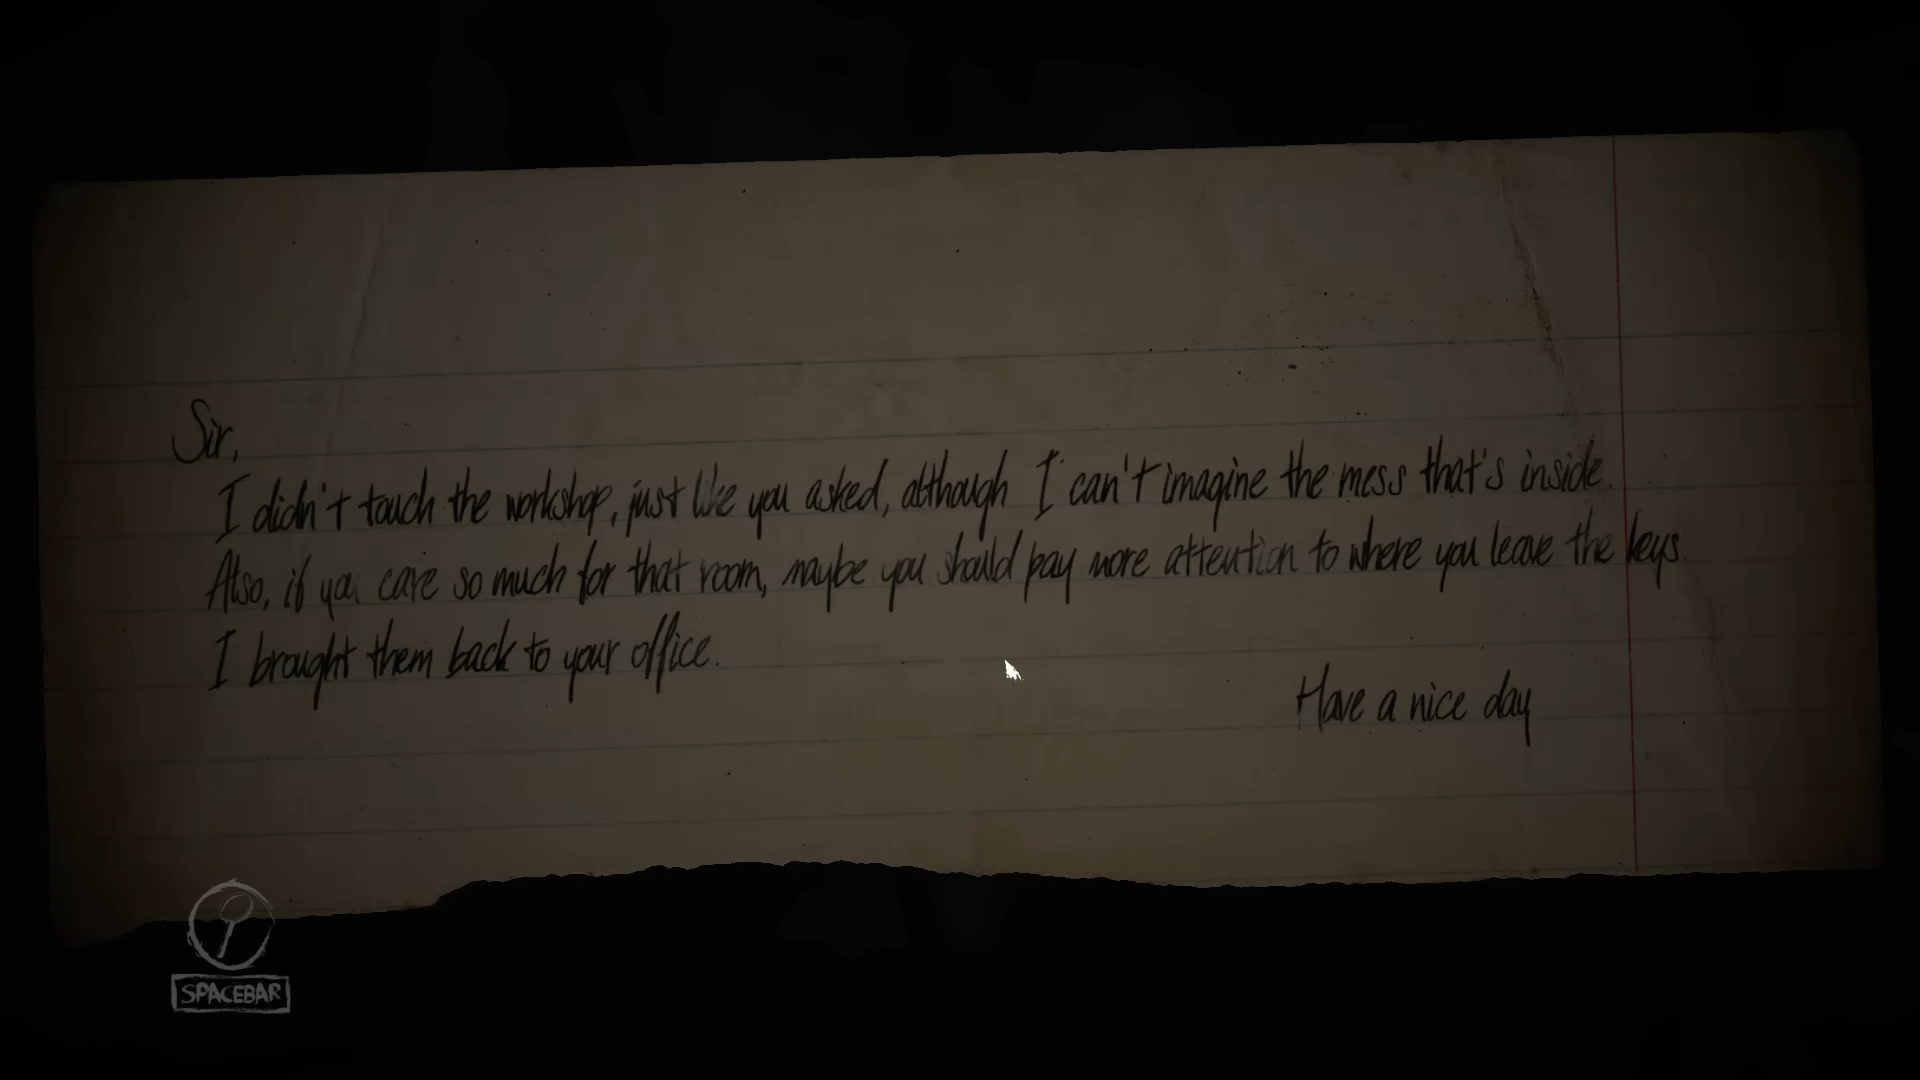 Sir,
I didn't touch the workshop, just like you asked, although I can't imagine the mess that's inside.
Also, if you care so much for that room, maybe you should pay more attention to where you leave the keys.
I brought them back to your office.
Have a nice day
SPACEBAR